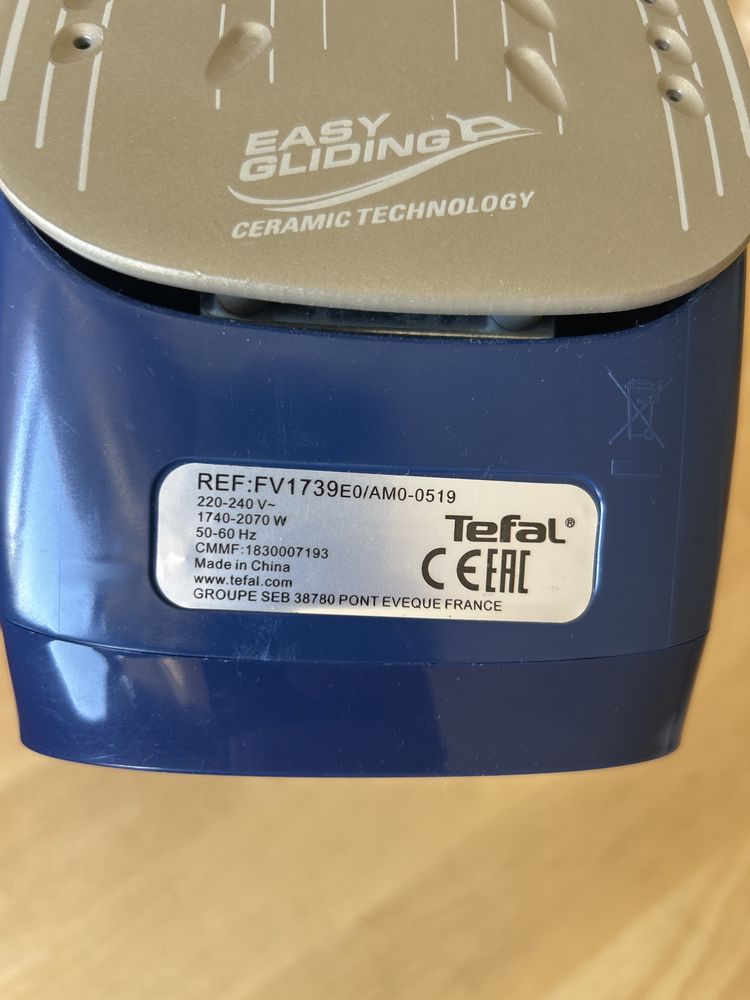 EASY
GLIDING
CERAMIC TECHNOLOGY
REF:FV1739E0/AM0-0519
220-240 V~
1740-2070 W
50-60 Hz
CMMF:1830007193
Made in China
www.tefal.com
GROUPE SEB 38780 PONT EVEQUE FRANCE
Tefal®
CE EAC